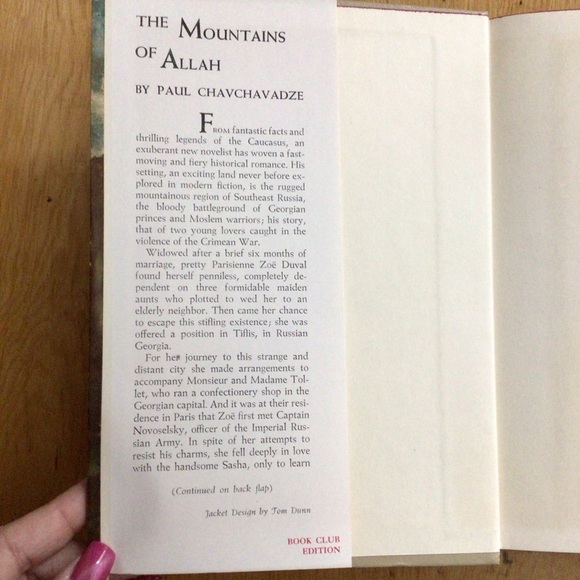 THE MOUNTAINS
OF ALLAH
BY PAUL CHAVCHAVADZE
FROM fantastic facts and
thrilling legends of the Caucasus, an
exuberant new novelist has woven a fast-
moving and fiery historical romance. His
setting, an exciting land never before ex-
plored in modern fiction, is the rugged
mountainous region of Southeast Russia,
the bloody battleground of Georgian
princes and Moslem warriors; his story,
that of two young lovers caught in the
violence of the Crimean War.
Widowed after a brief six months of
marriage, pretty Parisienne Zoë Duval
found herself penniless, completely de-
pendent on three formidable maiden
aunts who plotted to wed her to an
elderly neighbor. Then came her chance
to escape this stifling existence; she was
offered a position in Tiflis, in Russian
Georgia.
For her journey to this strange and
distant city she made arrangements to
accompany Monsieur and Madame Tol-
let, who ran a confectionery shop in the
Georgian capital. And it was at their resi-
dence in Paris that Zoë first met Captain
Novoselsky, officer of the Imperial Rus-
sian Army. In spite of her attempts to
resist his charms, she fell deeply in love
with the handsome Sasha, only to learn
(Continued on back flap)
Jacket Design by Tom Dunn
BOOK CLUB
EDITION